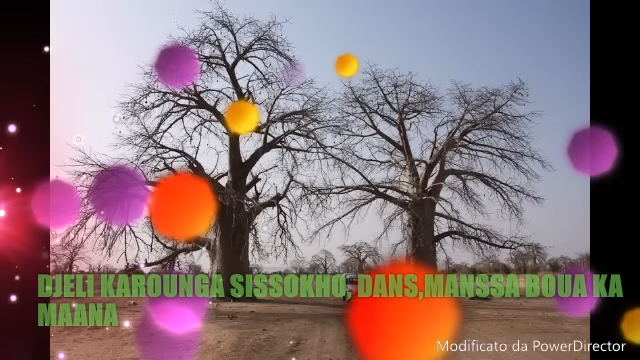 DJELI KAROUNGA SISSOKHO, DANS,MANSSA BOUA KA
MAANA
Modificato da PowerDirector